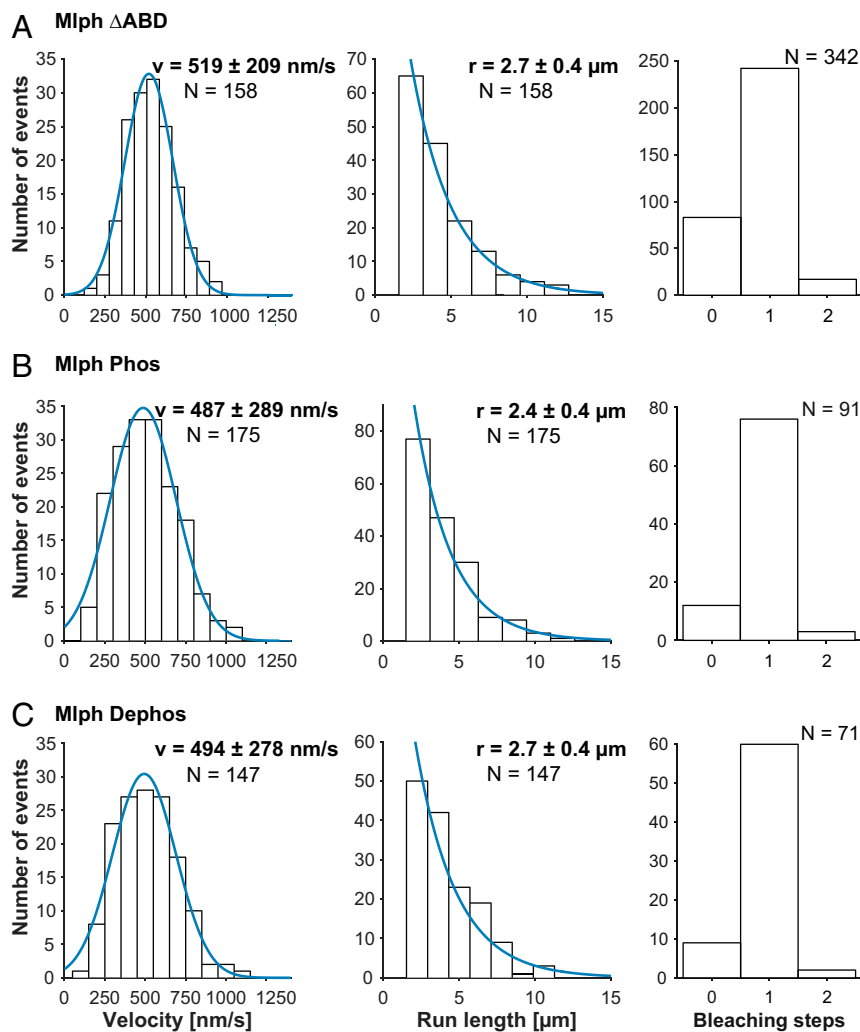 A Mlph ΔABD
v = 519 ± 209 nm/s
N = 158
Number of events
35
30
25
20
15
10
5
0
0 250 500 750 1000 1250
r = 2.7 ± 0.4 µm
N = 158
70
60
50
40
30
20
10
0
0 5 10 15
N = 342
250
200
150
100
50
0
0 1 2
B Mlph Phos
v = 487 ± 289 nm/s
N = 175
Number of events
35
30
25
20
15
10
5
0
0 250 500 750 1000 1250
r = 2.4 ± 0.4 µm
N = 175
80
60
40
20
0
0 5 10 15
N = 91
80
60
40
20
0
0 1 2
C Mlph Dephos
v = 494 ± 278 nm/s
N = 147
Number of events
35
30
25
20
15
10
5
0
0 250 500 750 1000 1250
Velocity [nm/s]
r = 2.7 ± 0.4 µm
N = 147
60
50
40
30
20
10
0
0 5 10 15
Run length [µm]
N = 71
60
50
40
30
20
10
0
0 1 2
Bleaching steps